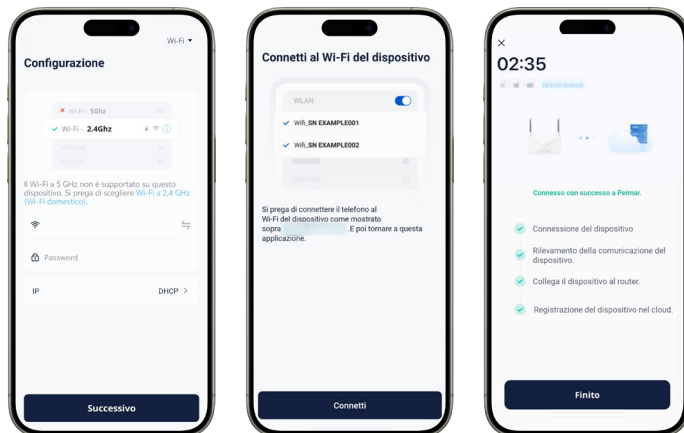 Wi-Fi
Configurazione
Wi-Fi - 5Ghz
Wi-Fi - 2.4Ghz
Il Wi-Fi a 5 GHz non è supportato su questo
dispositivo. Si prega di scegliere Wi-Fi a 2,4 GHz
(Wi-Fi domestico).
Password
IP DHCP >
Successivo
Connetti al Wi-Fi del dispositivo
WLAN
Wifi_SN EXAMPLE001
Wifi_SN EXAMPLE002
Si prega di connettere il telefono al
Wi-Fi del dispositivo come mostrato
sopra .E poi tornare a questa
applicazione.
Connetti
02:35
Connesso con successo a Peimar.
Connessione del dispositivo
Rilevamento della comunicazione del
dispositivo.
Collega il dispositivo al router.
Registrazione del dispositivo nel cloud.
Finito